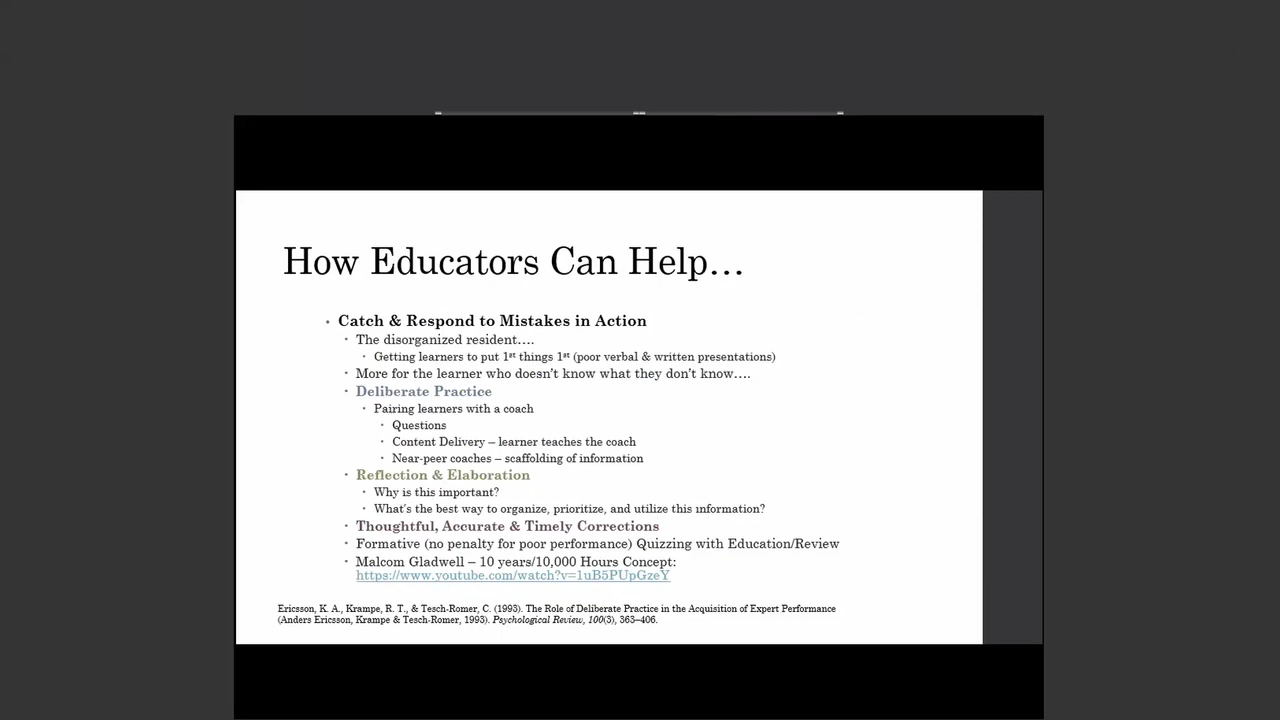 How Educators Can Help…
• Catch & Respond to Mistakes in Action
• The disorganized resident….
• Getting learners to put 1st things 1st (poor verbal & written presentations)
• More for the learner who doesn't know what they don't know….
• Deliberate Practice
• Pairing learners with a coach
• Questions
• Content Delivery – learner teaches the coach
• Near-peer coaches – scaffolding of information
• Reflection & Elaboration
• Why is this important?
• What's the best way to organize, prioritize, and utilize this information?
• Thoughtful, Accurate & Timely Corrections
• Formative (no penalty for poor performance) Quizzing with Education/Review
• Malcom Gladwell – 10 years/10,000 Hours Concept:
https://www.youtube.com/watch?v=1uB5PUpGzeY
Ericsson, K. A., Krampe, R. T., & Tesch-Romer, C. (1993). The Role of Deliberate Practice in the Acquisition of Expert Performance
(Anders Ericsson, Krampe & Tesch-Romer, 1993). Psychological Review, 100(3), 363–406.